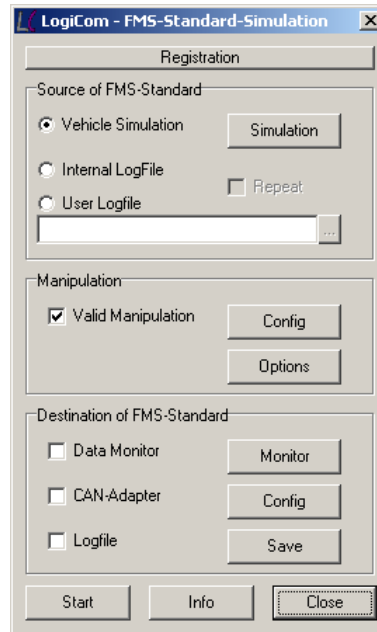 LogiCom - FMS-Standard-Simulation
Registration
Source of FMS-Standard
Vehicle Simulation
Simulation
Internal LogFile
Repeat
User Logfile
...
Manipulation
Valid Manipulation
Config
Options
Destination of FMS-Standard
Data Monitor
Monitor
CAN-Adapter
Config
Logfile
Save
Start Info Close